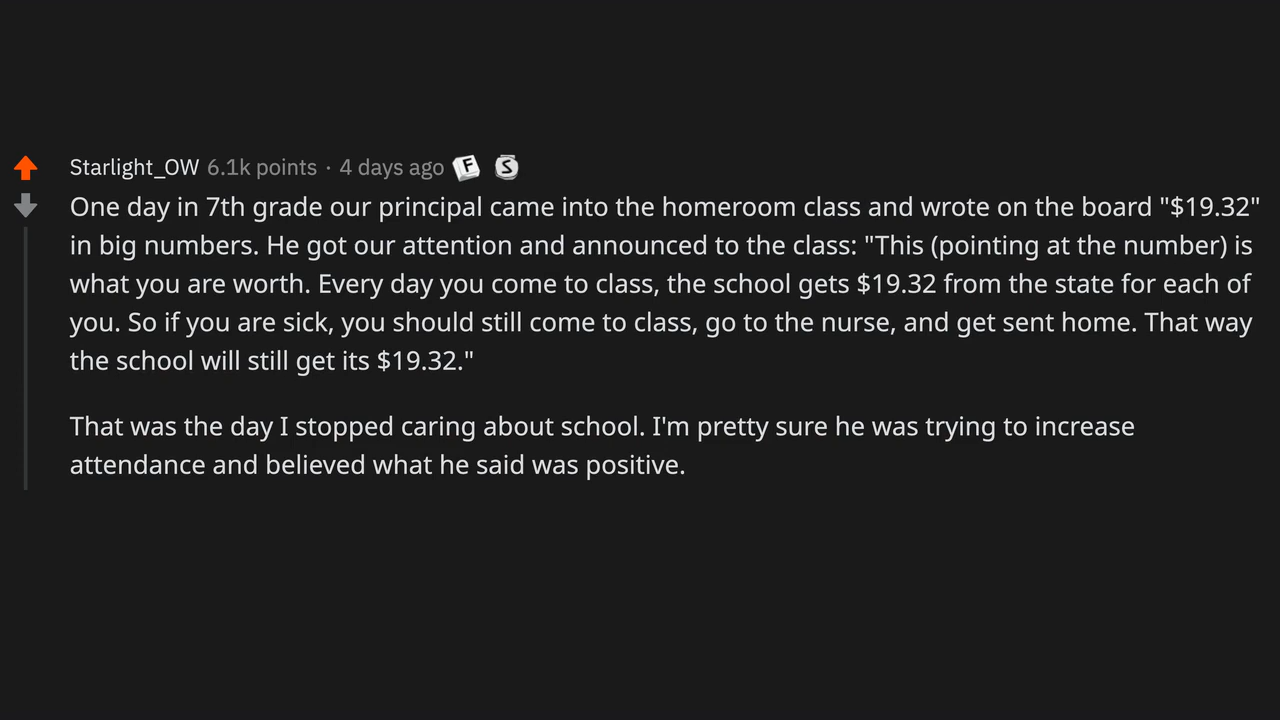 Starlight_OW 6.1k points · 4 days ago F S
One day in 7th grade our principal came into the homeroom class and wrote on the board "$19.32"
in big numbers. He got our attention and announced to the class: "This (pointing at the number) is
what you are worth. Every day you come to class, the school gets $19.32 from the state for each of
you. So if you are sick, you should still come to class, go to the nurse, and get sent home. That way
the school will still get its $19.32."
That was the day I stopped caring about school. I'm pretty sure he was trying to increase
attendance and believed what he said was positive.